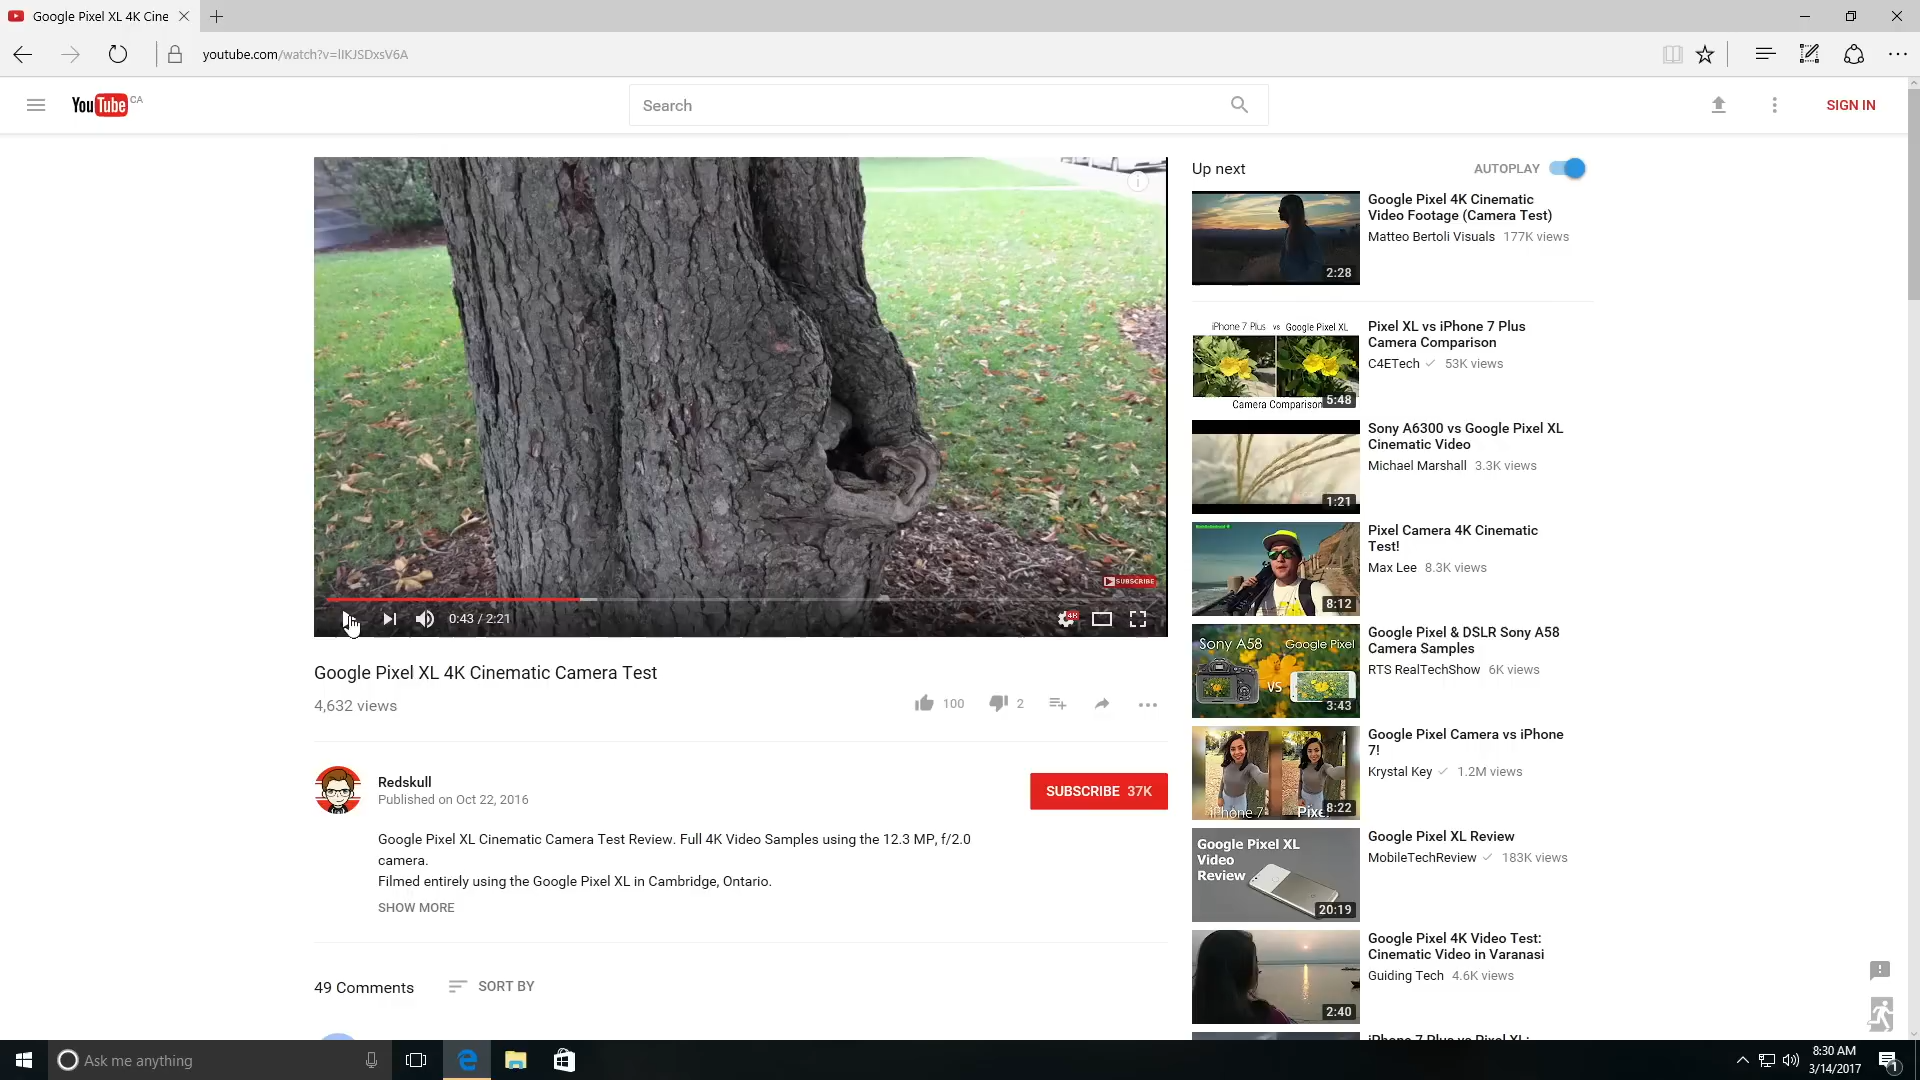 Google Pixel XL 4K Cine
youtube.com/watch?v=lIKJSDxsV6A
YouTube CA
Search
SIGN IN
SUBSCRIBE
0:43 / 2:21
4K
Google Pixel XL 4K Cinematic Camera Test
4,632 views
100
2
Redskull
Published on Oct 22, 2016
SUBSCRIBE 37K
Google Pixel XL Cinematic Camera Test Review. Full 4K Video Samples using the 12.3 MP, f/2.0
camera.
Filmed entirely using the Google Pixel XL in Cambridge, Ontario.
SHOW MORE
49 Comments
SORT BY
Up next
AUTOPLAY
2:28
Google Pixel 4K Cinematic
Video Footage (Camera Test)
Matteo Bertoli Visuals 177K views
iPhone 7 Plus vs Google Pixel XL
Camera Comparison
5:48
Pixel XL vs iPhone 7 Plus
Camera Comparison
C4ETech 53K views
1:21
Sony A6300 vs Google Pixel XL
Cinematic Video
Michael Marshall 3.3K views
8:12
Pixel Camera 4K Cinematic
Test!
Max Lee 8.3K views
Sony A58 Google Pixel
VS
3:43
Google Pixel & DSLR Sony A58
Camera Samples
RTS RealTechShow 6K views
iPhone 7 Pixel
8:22
Google Pixel Camera vs iPhone
7!
Krystal Key 1.2M views
Google Pixel XL
Video
Review
20:19
Google Pixel XL Review
MobileTechReview 183K views
2:40
Google Pixel 4K Video Test:
Cinematic Video in Varanasi
Guiding Tech 4.6K views
iPhone 7 Plus vs Pixel XL:
Ask me anything
8:30 AM
3/14/2017
1